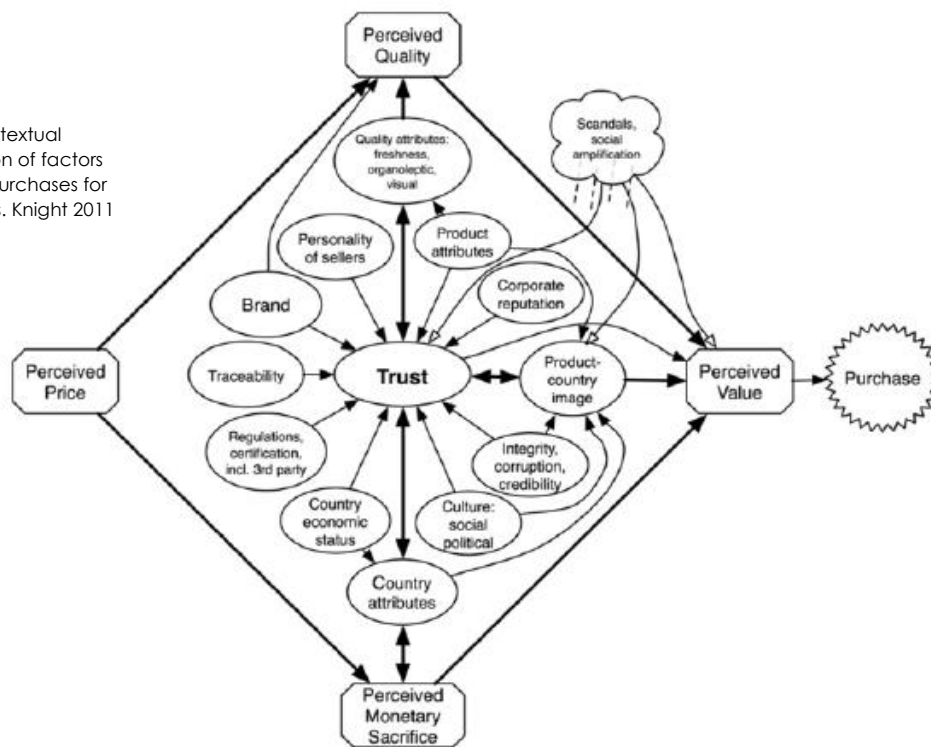 Perceived
Quality
textual
n of factors
urchases for
s. Knight 2011
Scandals,
social
amplification
Quality attributes:
freshness,
organoleptic,
visual
Product
attributes
Personality
of sellers
Corporate
reputation
Brand
Perceived
Price
Traceability
Trust
Product-
country
image
Perceived
Value
Purchase
Regulations,
certification,
incl. 3rd party
Integrity,
corruption,
credibility
Country
economic
status
Culture:
social
political
Country
attributes
Perceived
Monetary
Sacrifice